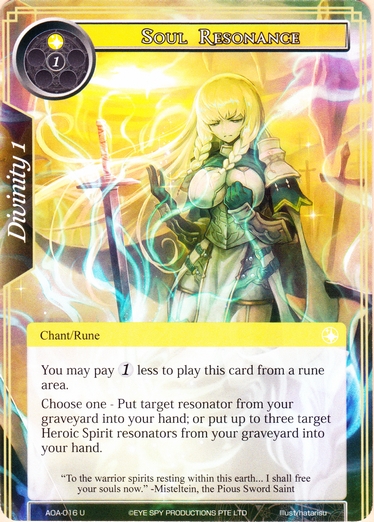 Soul Resonance
1
Divinity 1
Chant/Rune
You may pay 1 less to play this card from a rune
area.
Choose one - Put target resonator from your
graveyard into your hand; or put up to three target
Heroic Spirit resonators from your graveyard into
your hand.
“To the warrior spirits resting within this earth... I shall free
your souls now.” -Misteltein, the Pious Sword Saint
AOA-016 U ©EYE SPY PRODUCTIONS PTE LTD Illust/hatarisu